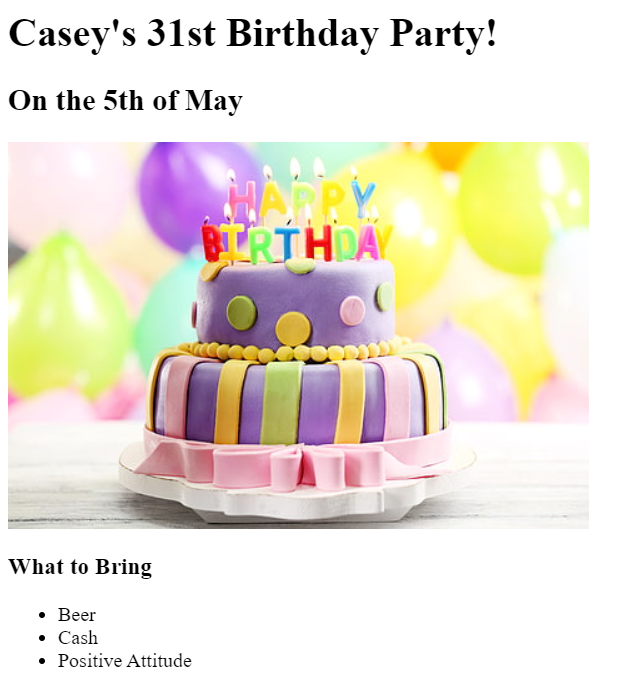 Casey's 31st Birthday Party!
On the 5th of May
HAPPY
BIRTHDAY
What to Bring
Beer
Cash
Positive Attitude